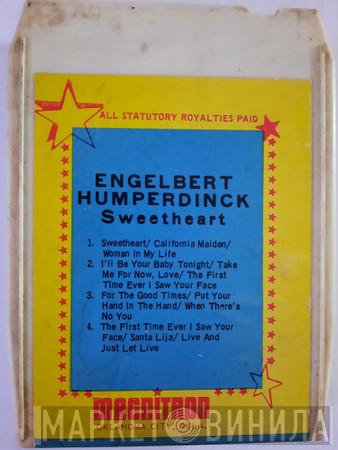 ALL STATUTORY ROYALTIES PAID
ENGELBERT
HUMPERDINCK
Sweetheart
1. Sweetheart/ California Maiden/
Woman In My Life
2. I'll Be Your Baby Tonight/ Take
Me For Now, Love/ The First
Time Ever I Saw Your Face
3. For The Good Times/ Put Your
Hand In The Hand/ When There's
No You
4. The First Time Ever I Saw Your
Face/ Santa Lija/ Live And
Just Let Live
MAGNITRON
OKLAHOMA CITY, OKLA.
МАРКЕТ ВИНИЛА